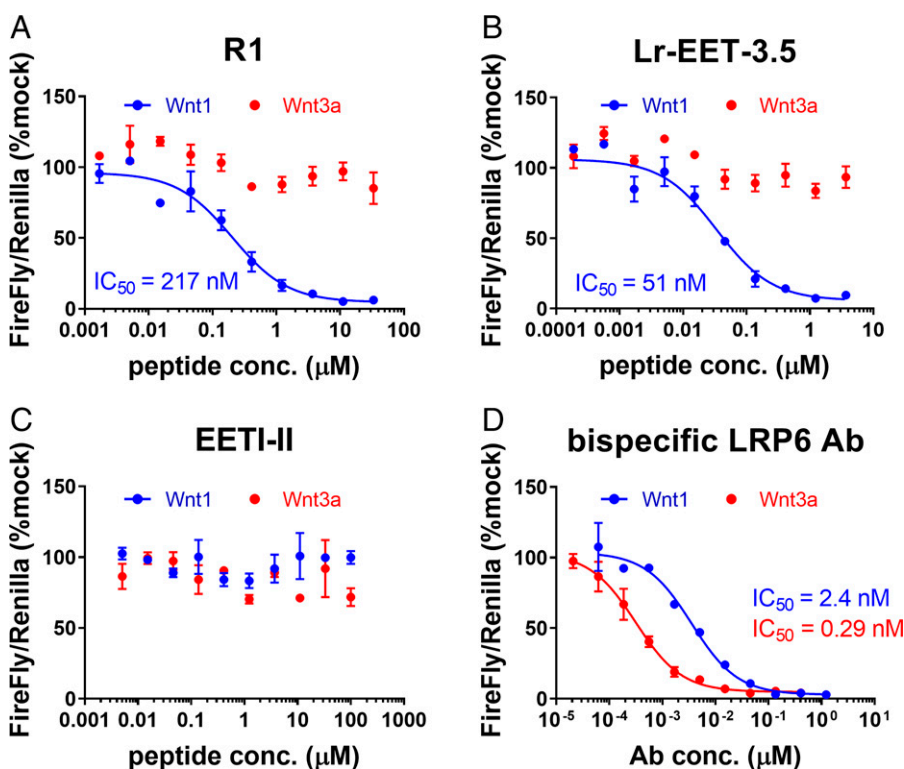 A
R1
FireFly/Renilla (%mock)
Wnt1 Wnt3a
150
100
50
0
IC50 = 217 nM
0.001 0.01 0.1 1 10 100
peptide conc. (μM)
B
Lr-EET-3.5
FireFly/Renilla (%mock)
Wnt1 Wnt3a
150
100
50
0
IC50 = 51 nM
0.0001 0.001 0.01 0.1 1 10
peptide conc. (μM)
C
EETI-II
FireFly/Renilla (%mock)
Wnt1 Wnt3a
150
100
50
0
0.001 0.01 0.1 1 10 100 1000
peptide conc. (μM)
D
bispecific LRP6 Ab
FireFly/Renilla (%mock)
Wnt1 Wnt3a
150
100
50
0
IC50 = 2.4 nM
IC50 = 0.29 nM
10-5 10-4 10-3 10-2 10-1 100 101
Ab conc. (μM)